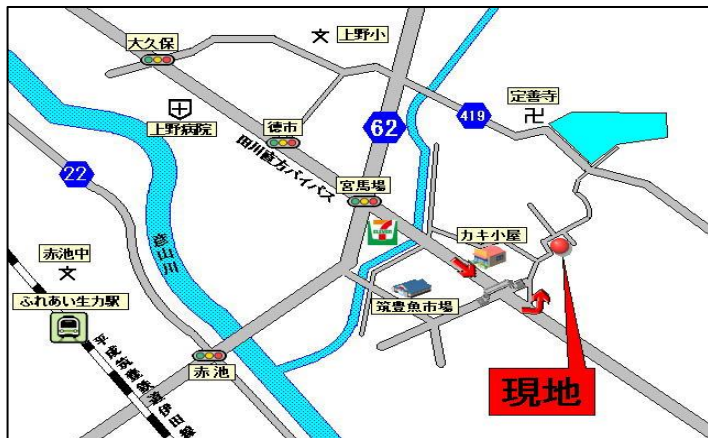 大久保
上野小
定善寺
卍
上野病院
徳市
62
419
田川直方バイパス
22
宮馬場
彦山川
カキ小屋
赤池中
ふれあい生力駅
筑豊魚市場
平成筑豊鉄道伊田線
赤池
現地